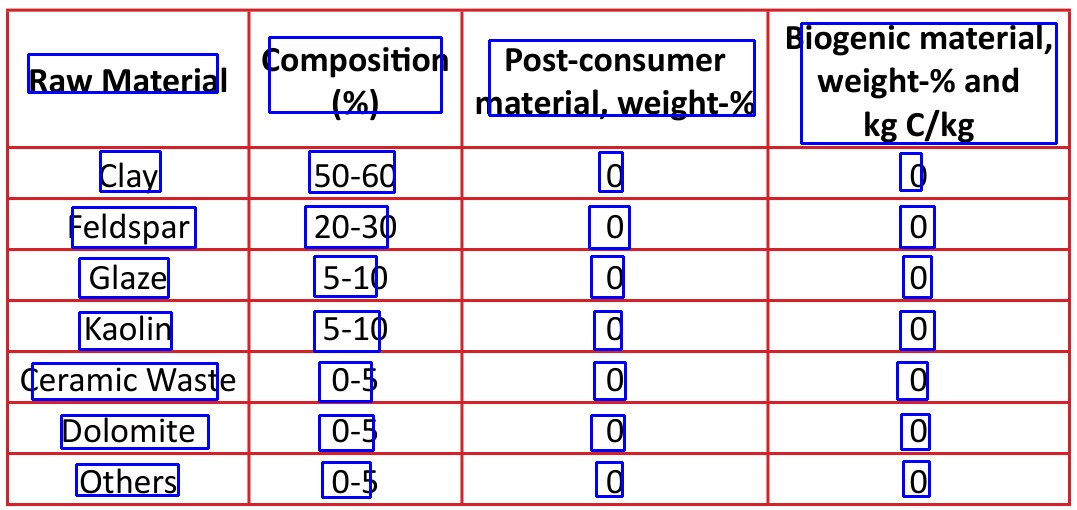 Raw Material Composition (%) Post-consumer material, weight-% Biogenic material, weight-% and kg C/kg
Clay 50-60 0 0
Feldspar 20-30 0 0
Glaze 5-10 0 0
Kaolin 5-10 0 0
Ceramic Waste 0-5 0 0
Dolomite 0-5 0 0
Others 0-5 0 0